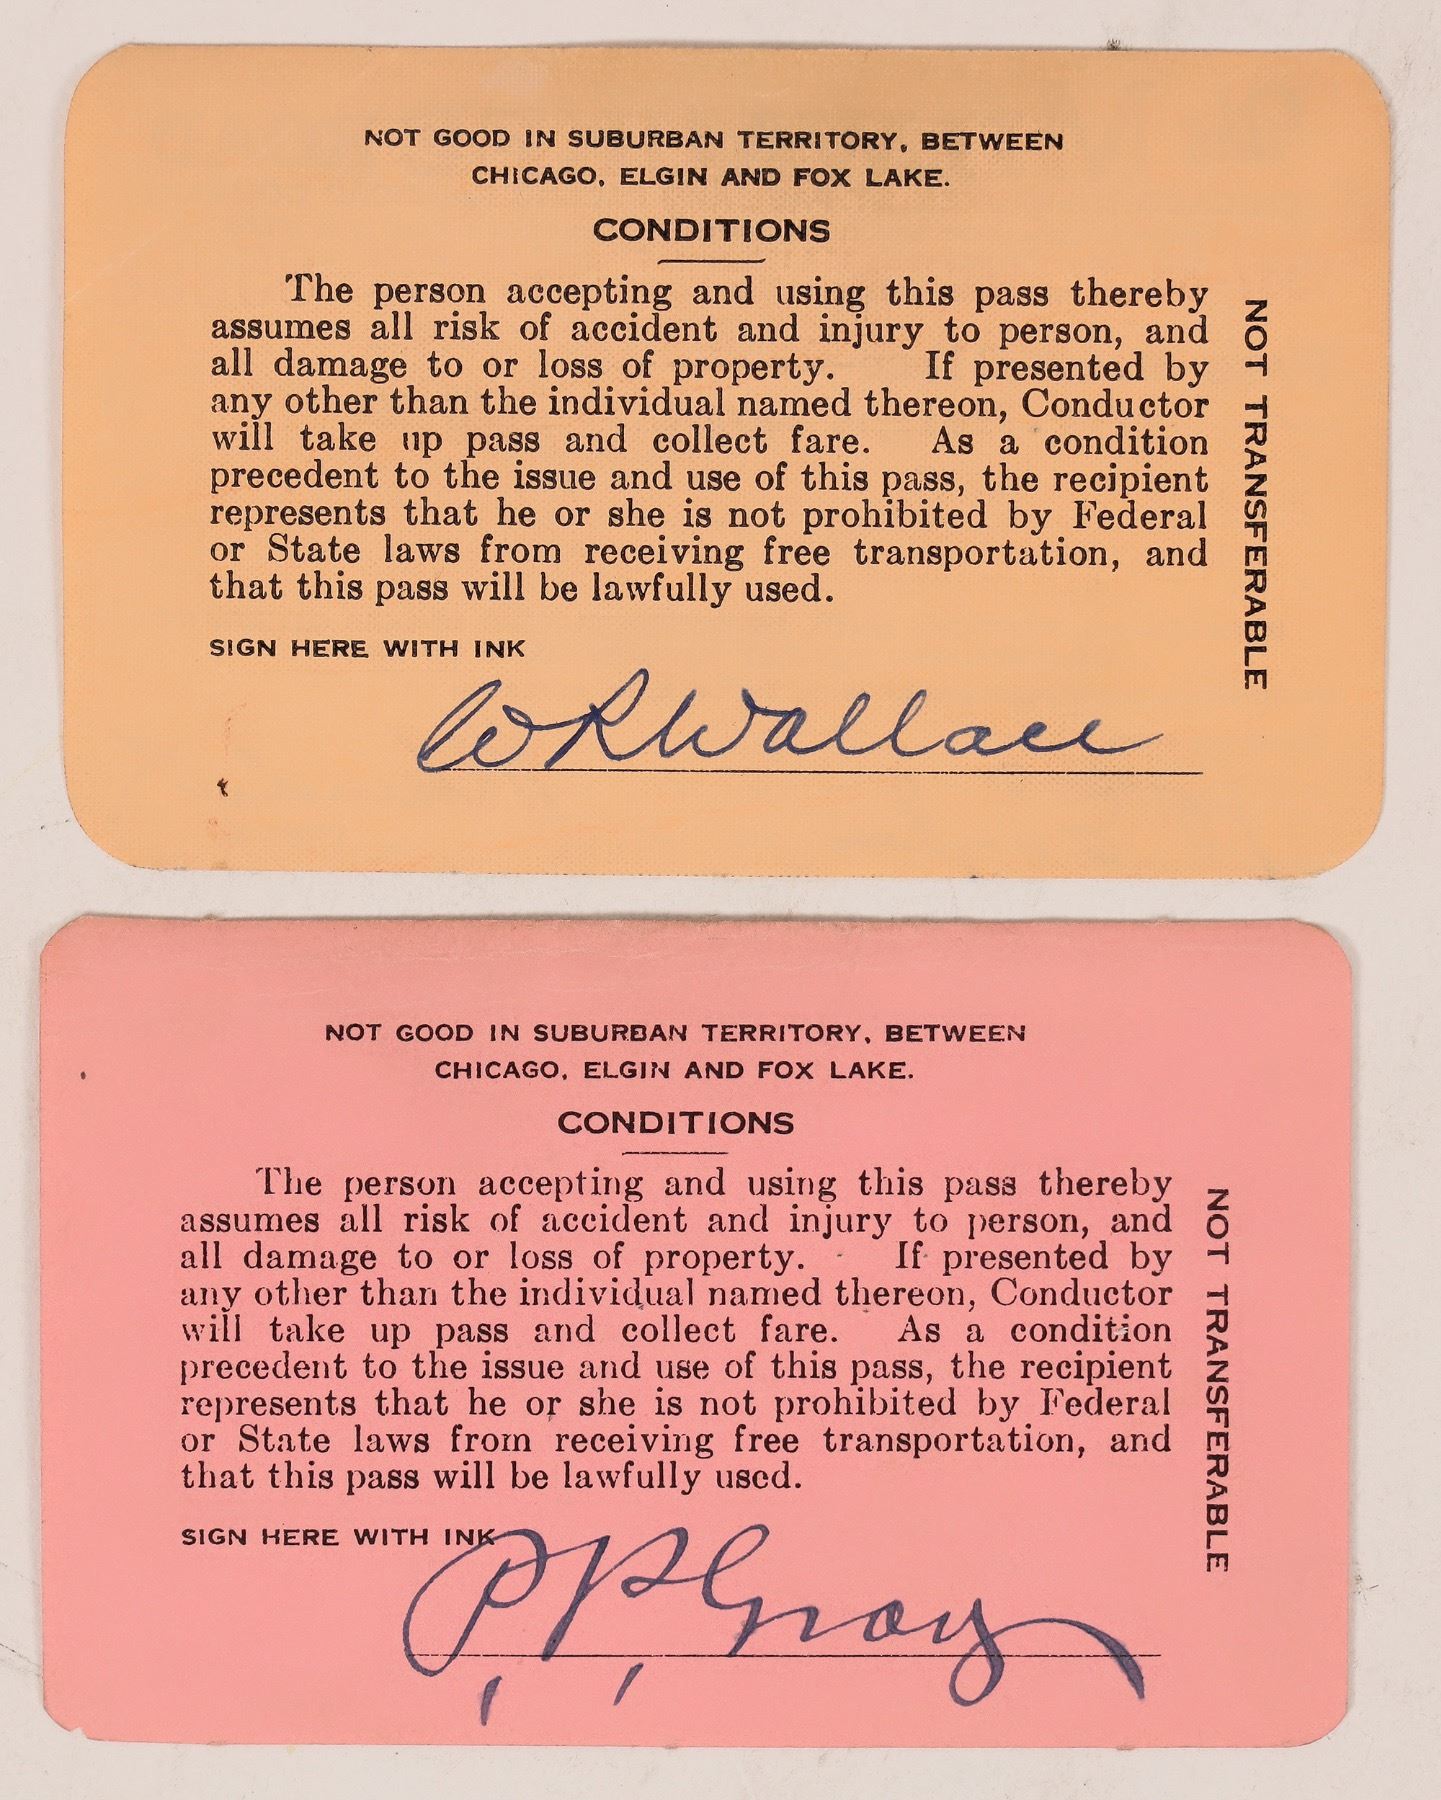 NOT GOOD IN SUBURBAN TERRITORY, BETWEEN
CHICAGO, ELGIN AND FOX LAKE.
CONDITIONS
The person accepting and using this pass thereby
assumes all risk of accident and injury to person, and
all damage to or loss of property. If presented by
any other than the individual named thereon, Conductor
will take up pass and collect fare. As a condition
precedent to the issue and use of this pass, the recipient
represents that he or she is not prohibited by Federal
or State laws from receiving free transportation, and
that this pass will be lawfully used.
SIGN HERE WITH INK
W R Wallace
NOT TRANSFERABLE
NOT GOOD IN SUBURBAN TERRITORY, BETWEEN
CHICAGO, ELGIN AND FOX LAKE.
CONDITIONS
The person accepting and using this pass thereby
assumes all risk of accident and injury to person, and
all damage to or loss of property. If presented by
any other than the individual named thereon, Conductor
will take up pass and collect fare. As a condition
precedent to the issue and use of this pass, the recipient
represents that he or she is not prohibited by Federal
or State laws from receiving free transportation, and
that this pass will be lawfully used.
SIGN HERE WITH INK
P, P, Gray
NOT TRANSFERABLE